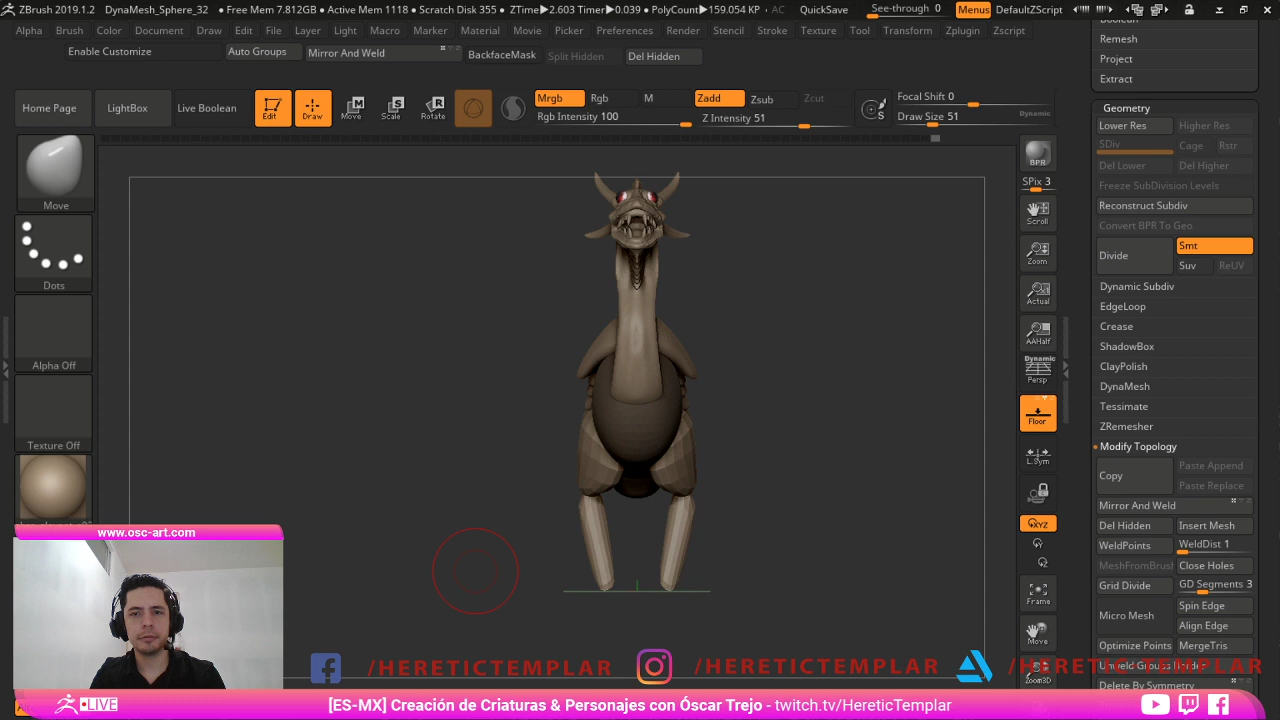 ZBrush 2019.1.2 DynaMesh_Sphere_32 • Free Mem 7.812GB • Active Mem 1118 • Scratch Disk 355 • ZTime▶2.603 Timer▶0.039 • PolyCount▶159.054 KP AC QuickSave See-through 0 Menus DefaultZScript
Alpha Brush Color Document Draw Edit File Layer Light Macro Marker Material Movie Picker Preferences Render Stencil Stroke Texture Tool Transform Zplugin Zscript
Enable Customize Auto Groups Mirror And Weld BackfaceMask Split Hidden Del Hidden
Home Page LightBox Live Boolean Edit Draw Move Scale Rotate
Mrgb Rgb M Zadd Zsub Zcut Focal Shift 0
Rgb Intensity 100 Z Intensity 51 Draw Size 51 Dynamic
Move
Dots
Alpha Off
Texture Off
BPR
SPix 3
Scroll
Zoom
Actual
AAHalf
Dynamic
Persp
Floor
L.Sym
XYZ
Frame
Move
Zoom3D
Boolean
Remesh
Project
Extract
Geometry
Lower Res Higher Res
SDiv Cage Rstr
Del Lower Del Higher
Freeze SubDivision Levels
Reconstruct Subdiv
Convert BPR To Geo
Divide Smt
Suv ReUV
Dynamic Subdiv
EdgeLoop
Crease
ShadowBox
ClayPolish
DynaMesh
Tessimate
ZRemesher
Modify Topology
Copy Paste Append
Paste Replace
Mirror And Weld
Del Hidden Insert Mesh
WeldPoints WeldDist 1
MeshFromBrush Close Holes
Grid Divide GD Segments 3
Micro Mesh Spin Edge
Align Edge
Optimize Points MergeTris
Unweld Groups Border
Delete By Symmetry
www.osc-art.com
/HERETICTEMPLAR /HERETICTEMPLAR /HERETICTEMPLAR
LIVE [ES-MX] Creación de Criaturas & Personajes con Óscar Trejo - twitch.tv/HereticTemplar